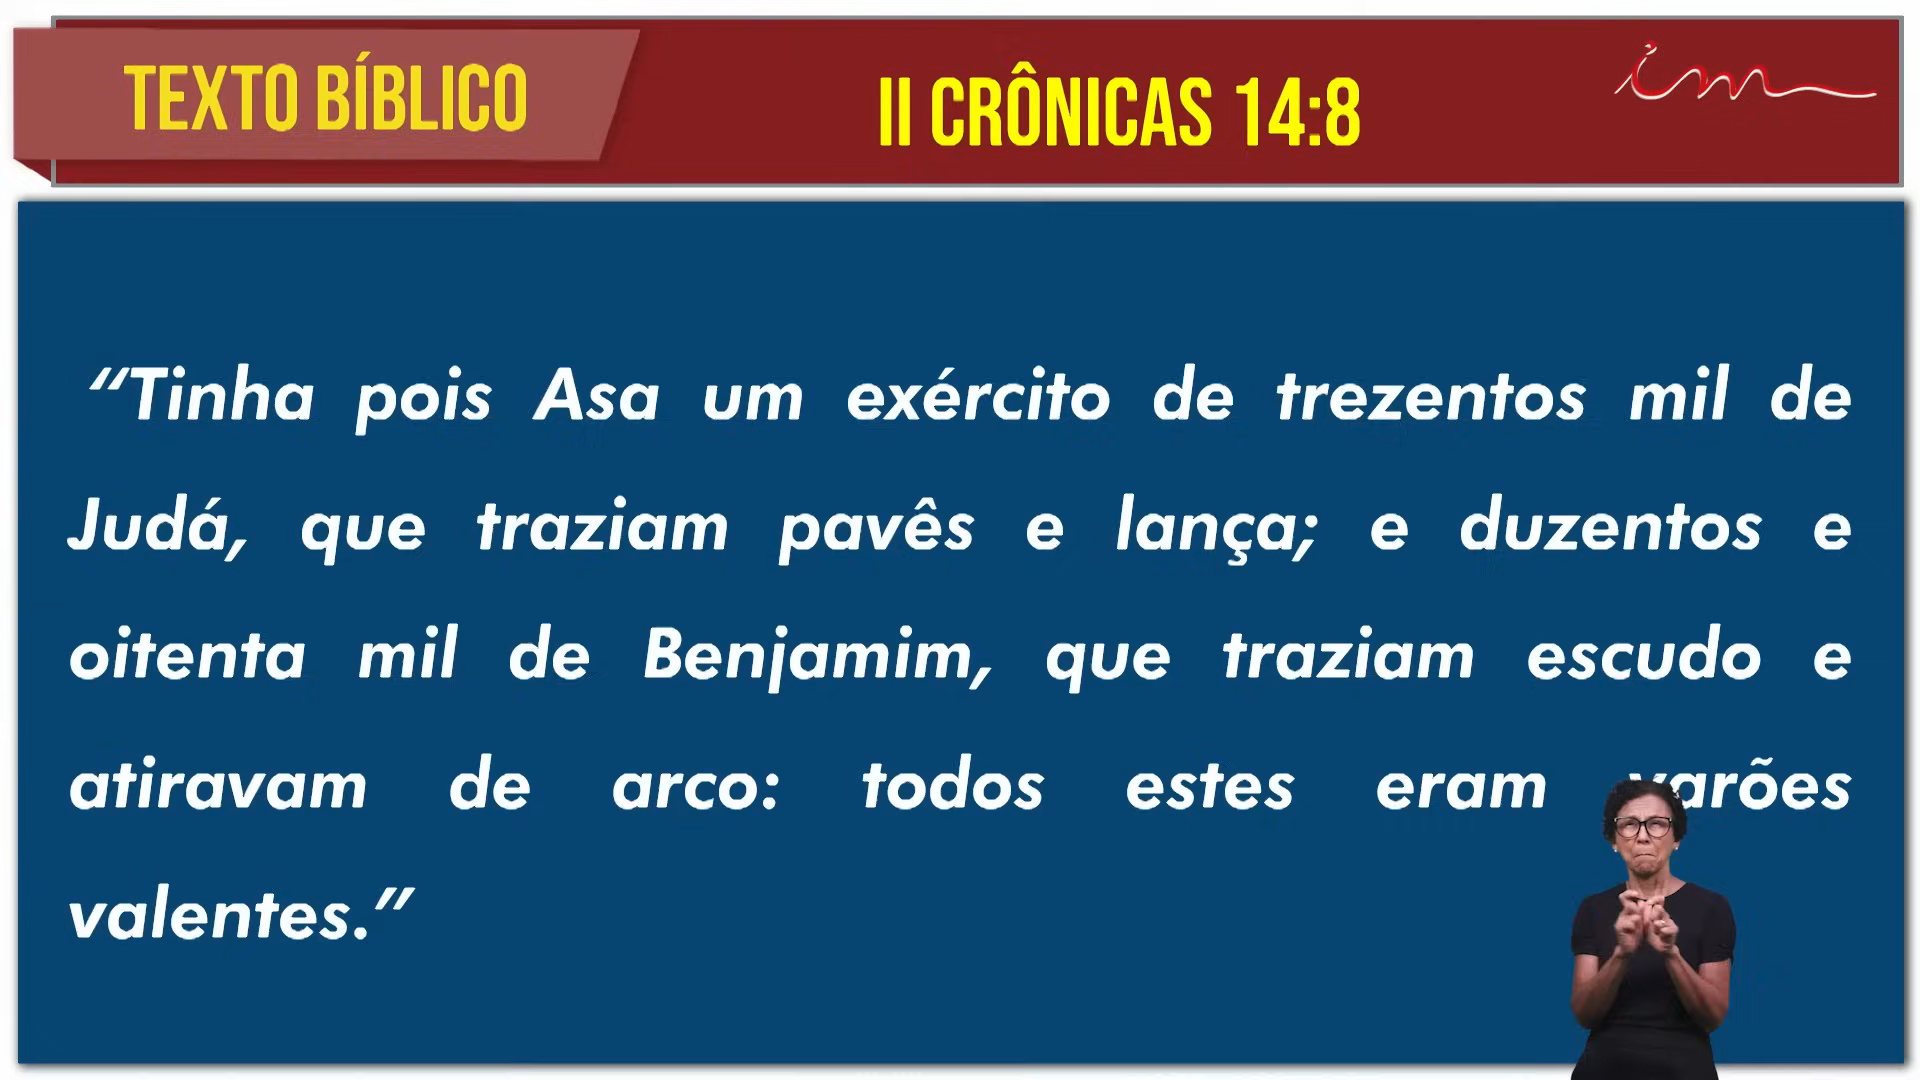 TEXTO BÍBLICO
II CRÔNICAS 14:8
im
“Tinha pois Asa um exército de trezentos mil de
Judá, que traziam pavês e lança; e duzentos e
oitenta mil de Benjamim, que traziam escudo e
atiravam de arco: todos estes eram varões
valentes.”